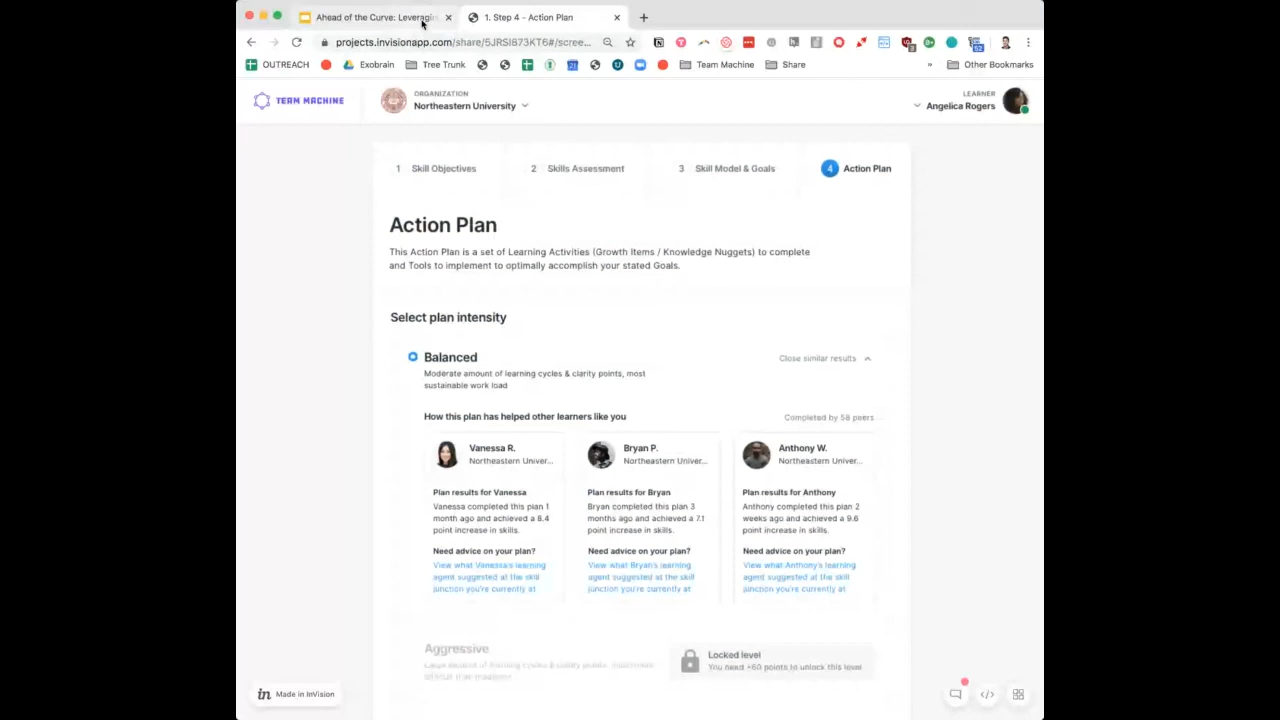 Ahead of the Curve: Leveragin
1. Step 4 - Action Plan
projects.invisionapp.com/share/5JRSI873KT6#/scree...
OUTREACH
Exobrain
Tree Trunk
Team Machine
Share
»
Other Bookmarks
TEAM MACHINE
ORGANIZATION
Northeastern University
LEARNER
Angelica Rogers
1 Skill Objectives
2 Skills Assessment
3 Skill Model & Goals
4 Action Plan
Action Plan
This Action Plan is a set of Learning Activities (Growth Items / Knowledge Nuggets) to complete
and Tools to implement to optimally accomplish your stated Goals.
Select plan intensity
Balanced
Close similar results
Moderate amount of learning cycles & clarity points, most
sustainable work load
How this plan has helped other learners like you
Completed by 58 peers
Vanessa R.
Northeastern Univer...
Plan results for Vanessa
Vanessa completed this plan 1
month ago and achieved a 8.4
point increase in skills.
Need advice on your plan?
View what Vanessa's learning
agent suggested at the skill
junction you're currently at
Bryan P.
Northeastern Univer...
Plan results for Bryan
Bryan completed this plan 3
months ago and achieved a 7.1
point increase in skills.
Need advice on your plan?
View what Bryan's learning
agent suggested at the skill
junction you're currently at
Anthony W.
Northeastern Univer...
Plan results for Anthony
Anthony completed this plan 2
weeks ago and achieved a 9.6
point increase in skills.
Need advice on your plan?
View what Anthony's learning
agent suggested at the skill
junction you're currently at
Aggressive
Large amount of learning cycles & clarity points,
Locked level
You need +60 points to unlock this level
in Made in InVision